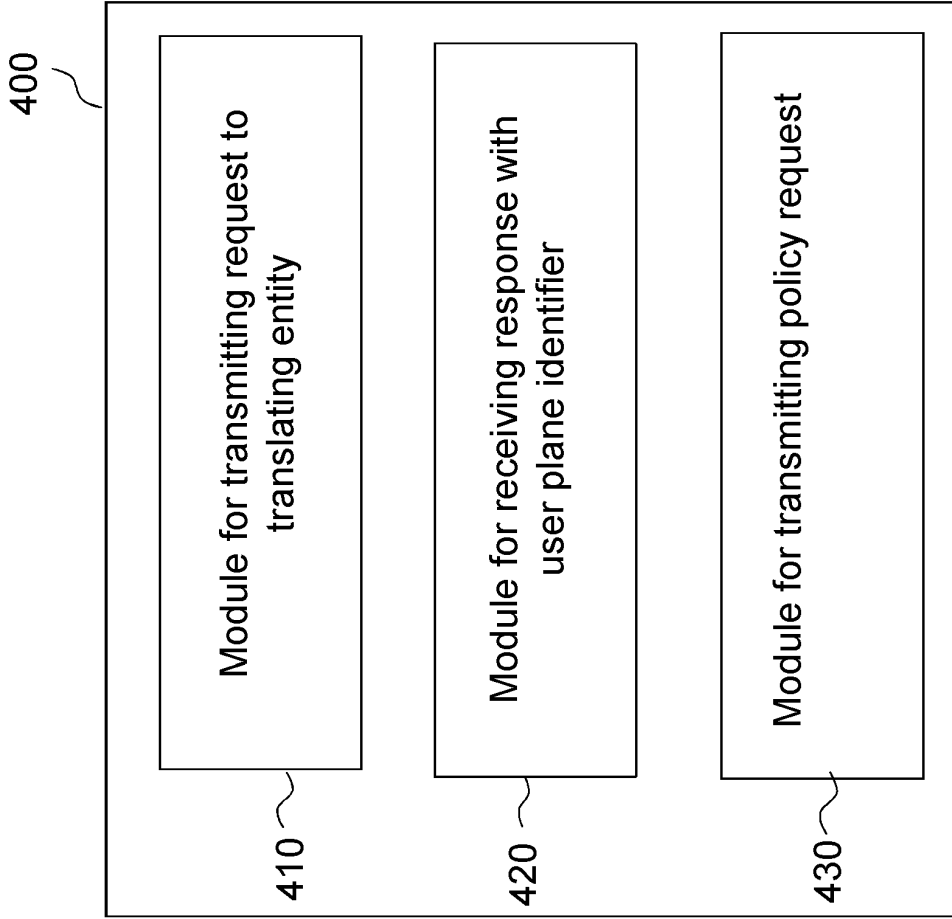 400
410
Module for transmitting request to
translating entity
420
Module for receiving response with
user plane identifier
430
Module for transmitting policy request